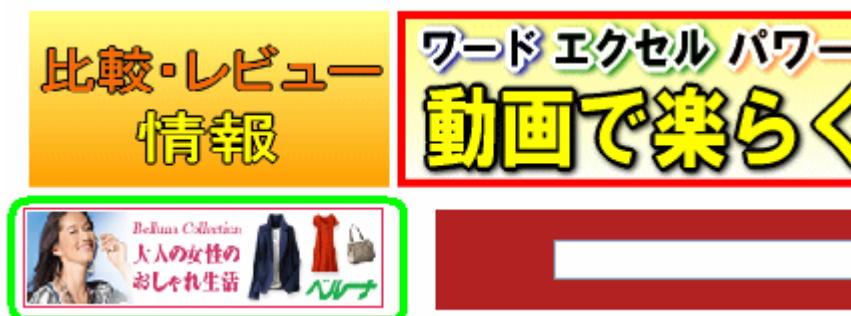 比較・レビュー
情報
ワード エクセル パワー
動画で楽らく
Belluna Collection
大人の女性の
おしゃれ生活
ベルーナ